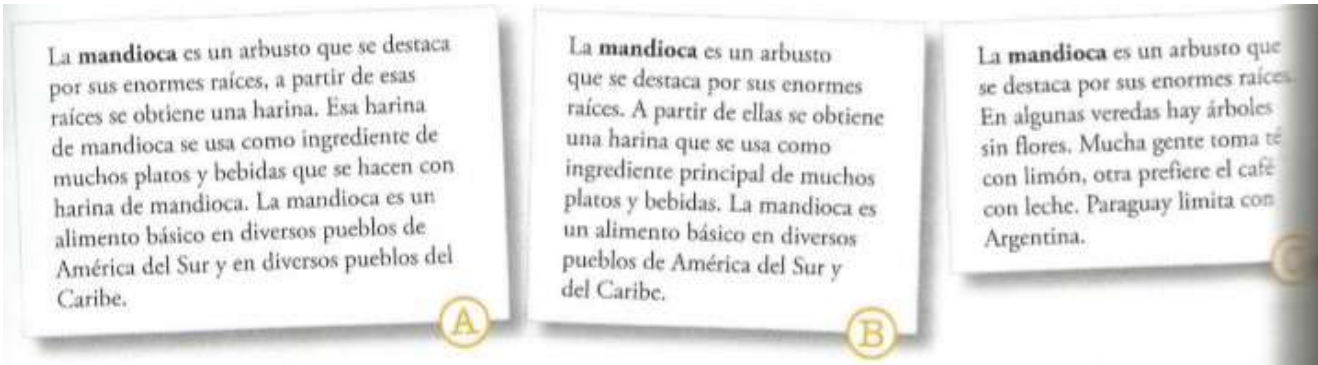 La mandioca es un arbusto que se destaca
por sus enormes raíces, a partir de esas
raíces se obtiene una harina. Esa harina
de mandioca se usa como ingrediente de
muchos platos y bebidas que se hacen con
harina de mandioca. La mandioca es un
alimento básico en diversos pueblos de
América del Sur y en diversos pueblos del
Caribe.
A
La mandioca es un arbusto
que se destaca por sus enormes
raíces. A partir de ellas se obtiene
una harina que se usa como
ingrediente principal de muchos
platos y bebidas. La mandioca es
un alimento básico en diversos
pueblos de América del Sur y
del Caribe.
B
La mandioca es un arbusto que
se destaca por sus enormes raíces.
En algunas veredas hay árboles
sin flores. Mucha gente toma té
con limón, otra prefiere el café
con leche. Paraguay limita con
Argentina.
C